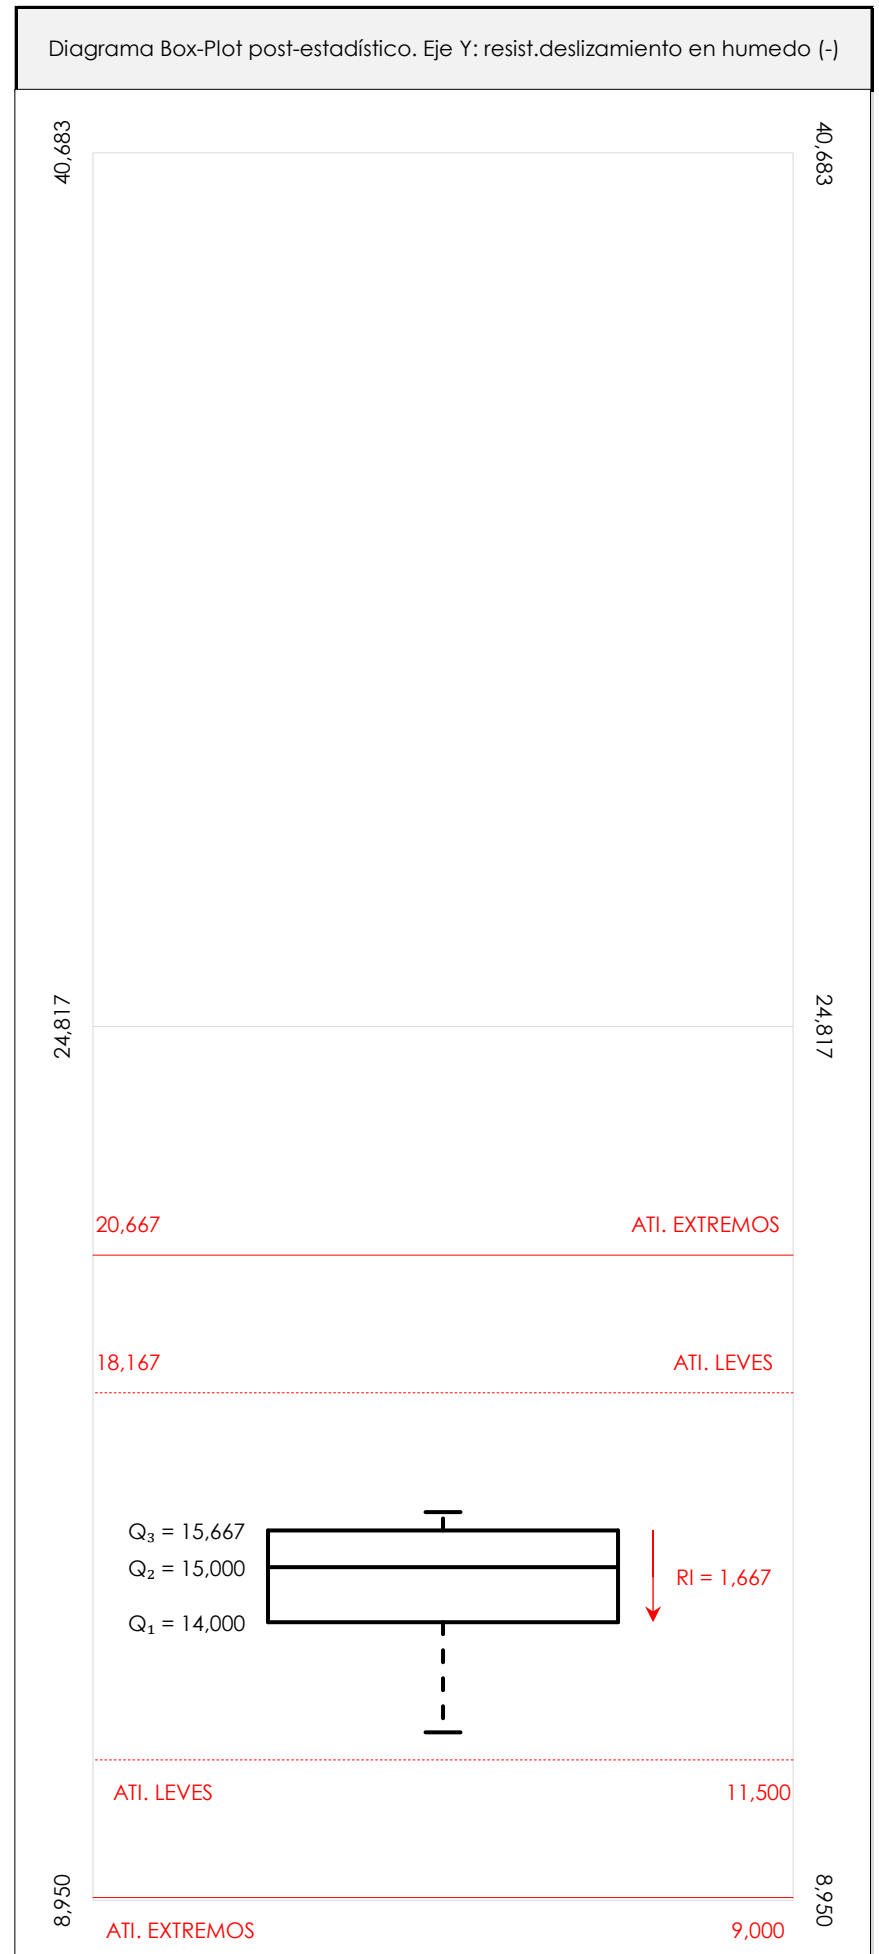 Diagrama Box-Plot post-estadístico. Eje Y: resist.deslizamiento en humedo (-)
40,683
40,683
24,817
24,817
20,667
ATI. EXTREMOS
18,167
ATI. LEVES
Q₃ = 15,667
Q₂ = 15,000
RI = 1,667
Q₁ = 14,000
ATI. LEVES
11,500
8,950
8,950
ATI. EXTREMOS
9,000